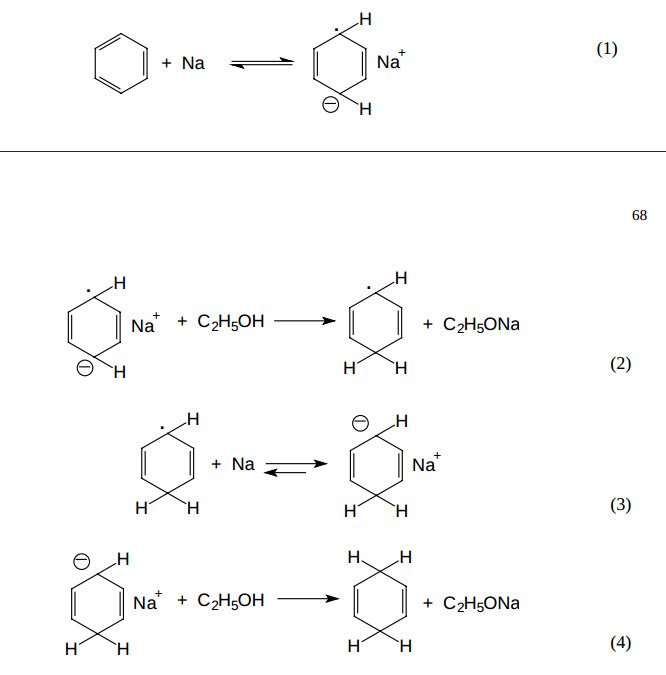 H
+ Na
Na+
(1)
⊖
H
68
H
H
Na+ + C2H5OH
+ C2H5ONa
⊖
H
H
H
(2)
H
⊖
H
+ Na
Na+
H
H
H
H
(3)
⊖
H
H
H
Na+ + C2H5OH
+ C2H5ONa
H
H
H
H
(4)